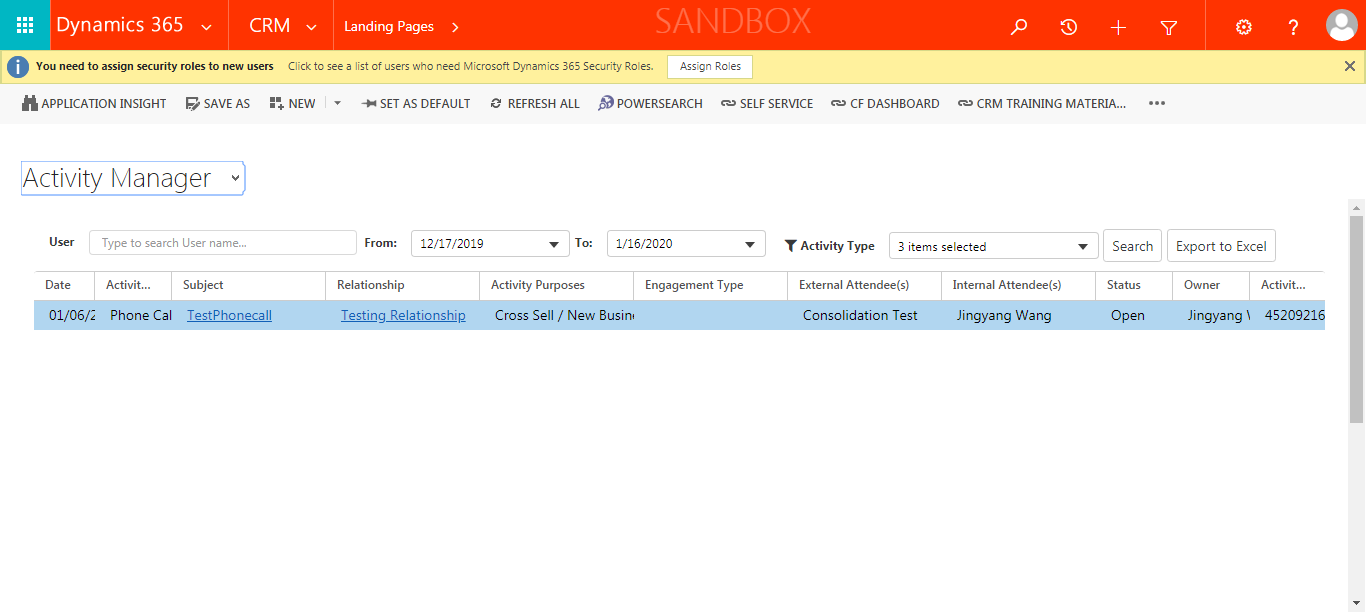 Dynamics 365 CRM Landing Pages SANDBOX
You need to assign security roles to new users Click to see a list of users who need Microsoft Dynamics 365 Security Roles. Assign Roles
APPLICATION INSIGHT SAVE AS NEW SET AS DEFAULT REFRESH ALL POWERSEARCH SELF SERVICE CF DASHBOARD CRM TRAINING MATERIA... •••
Activity Manager
User Type to search User name... From: 12/17/2019 To: 1/16/2020 Activity Type 3 items selected Search Export to Excel
Date Activit... Subject Relationship Activity Purposes Engagement Type External Attendee(s) Internal Attendee(s) Status Owner Activit...
01/06/2 Phone Cal TestPhonecall Testing Relationship Cross Sell / New Busine Consolidation Test Jingyang Wang Open Jingyang W 45209216